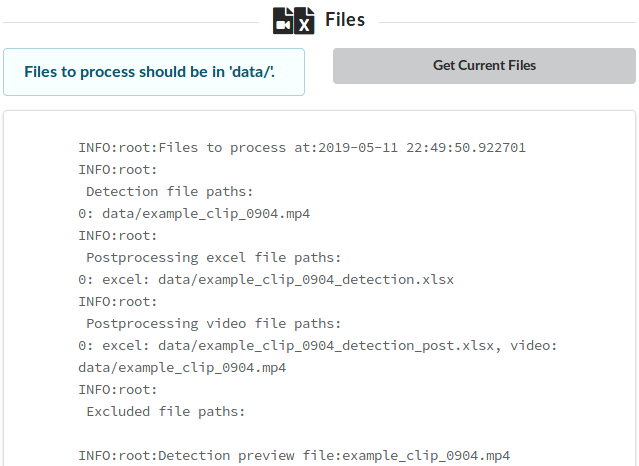 Files
Files to process should be in 'data/'.
Get Current Files
INFO:root:Files to process at:2019-05-11 22:49:50.922701
INFO:root:
Detection file paths:
0: data/example_clip_0904.mp4
INFO:root:
Postprocessing excel file paths:
0: excel: data/example_clip_0904_detection.xlsx
INFO:root:
Postprocessing video file paths:
0: excel: data/example_clip_0904_detection_post.xlsx, video:
data/example_clip_0904.mp4
INFO:root:
Excluded file paths:
INFO:root:Detection preview file:example_clip_0904.mp4